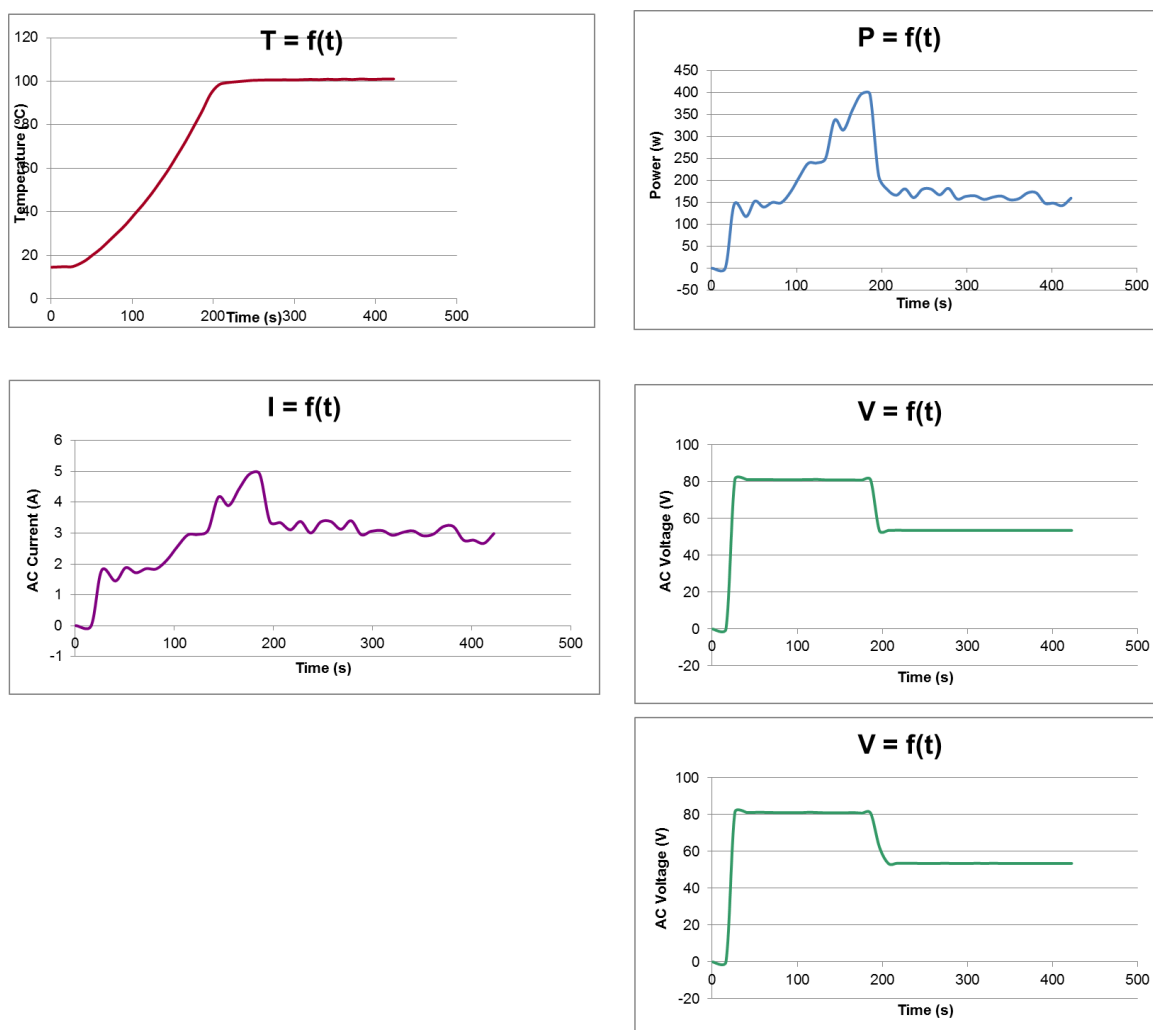 T = f(t)
120
100
80
60
40
20
0
Temperature (ºC)
0 100 200 300 400 500
Time (s)
P = f(t)
450
400
350
300
250
200
150
100
50
0
-50
Power (w)
0 100 200 300 400 500
Time (s)
I = f(t)
6
5
4
3
2
1
0
-1
AC Current (A)
0 100 200 300 400 500
Time (s)
V = f(t)
100
80
60
40
20
0
-20
AC Voltage (V)
0 100 200 300 400 500
Time (s)
V = f(t)
100
80
60
40
20
0
-20
AC Voltage (V)
0 100 200 300 400 500
Time (s)